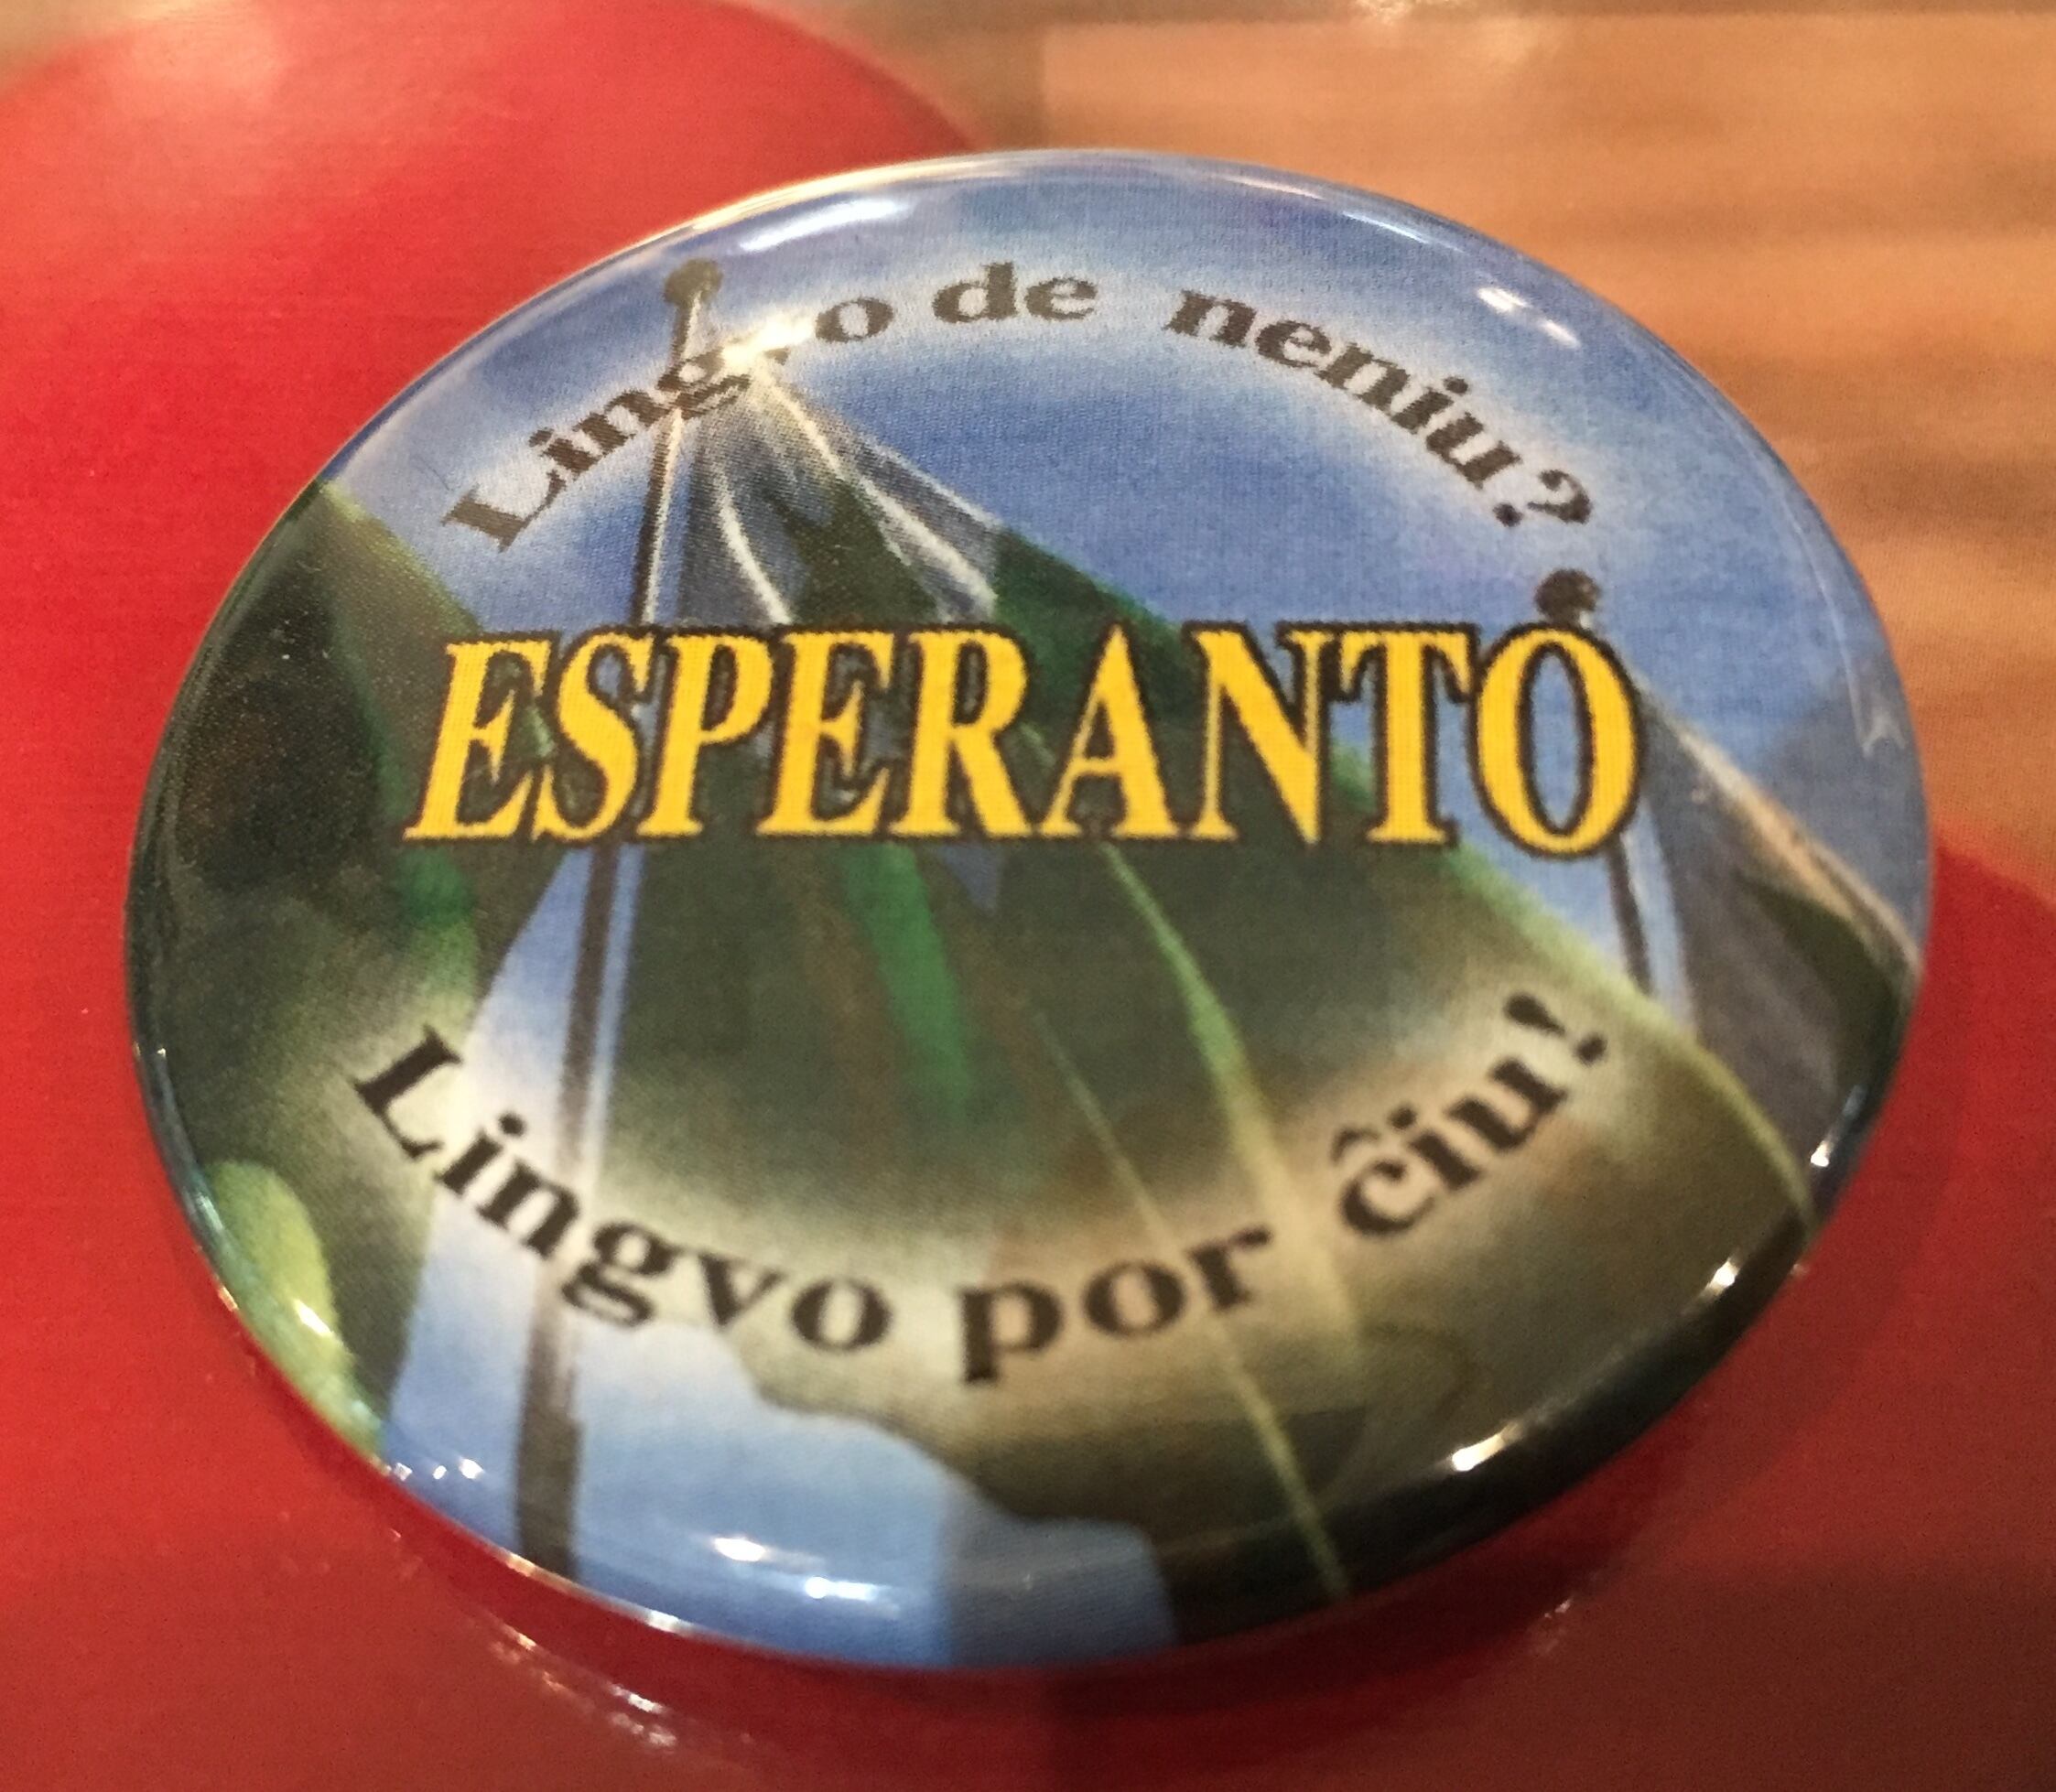 Lingvo de neniu?
ESPERANTO
Lingvo por ĉiu!